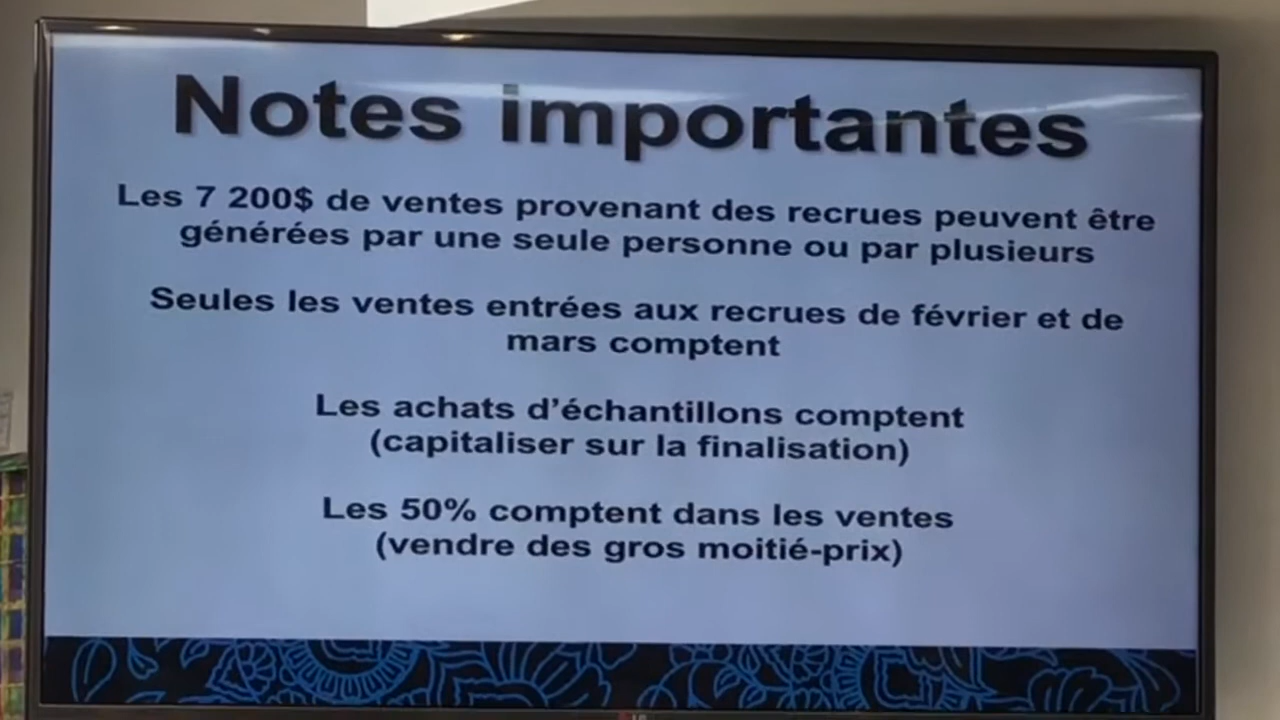 Notes importantes
Les 7 200$ de ventes provenant des recrues peuvent être
générées par une seule personne ou par plusieurs
Seules les ventes entrées aux recrues de février et de
mars comptent
Les achats d’échantillons comptent
(capitaliser sur la finalisation)
Les 50% comptent dans les ventes
(vendre des gros moitié-prix)